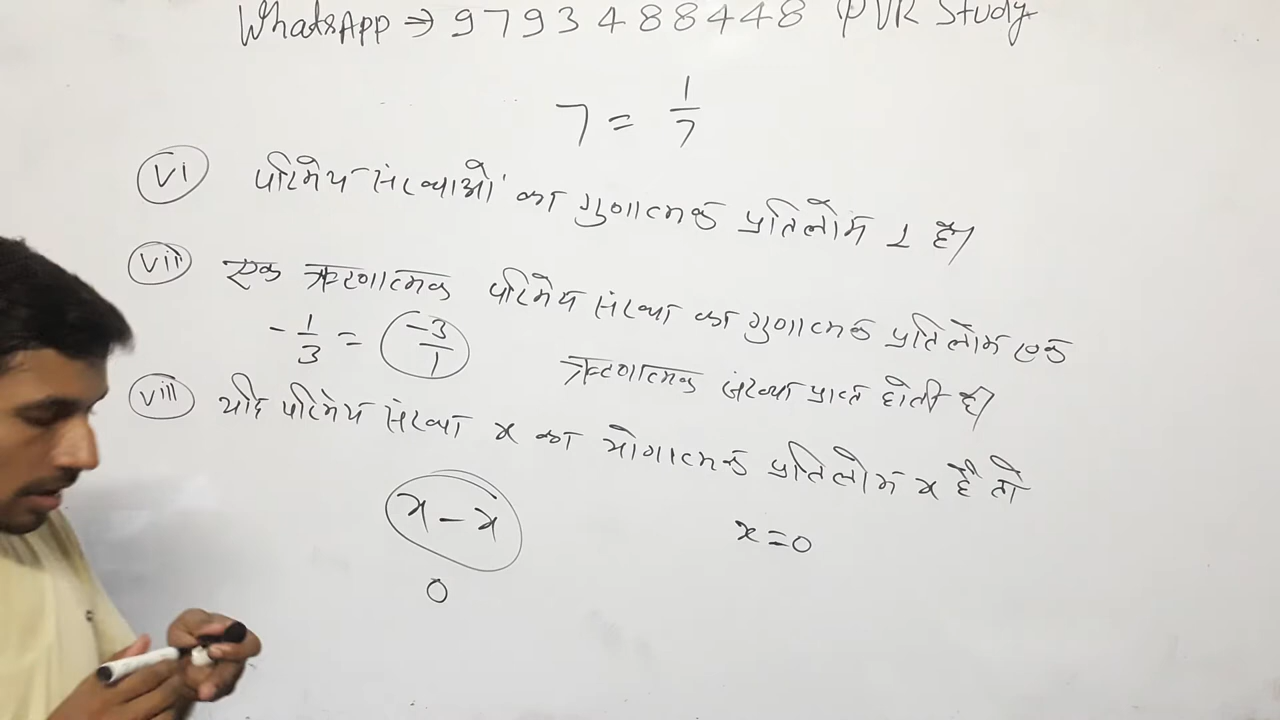 WhatsApp ⇒ 9793488448 PVR Study
7 = 1/7
(vi) परिमेय संख्याओं का गुणात्मक प्रतिलोम 1 है।
(vii) एक ऋणात्मक परिमेय संख्या का गुणात्मक प्रतिलोम एक
-1/3 = -3/1 ऋणात्मक संख्या प्राप्त होती है।
(viii) यदि परिमेय संख्या x का योगात्मक प्रतिलोम x है तो
x - x x = 0
0